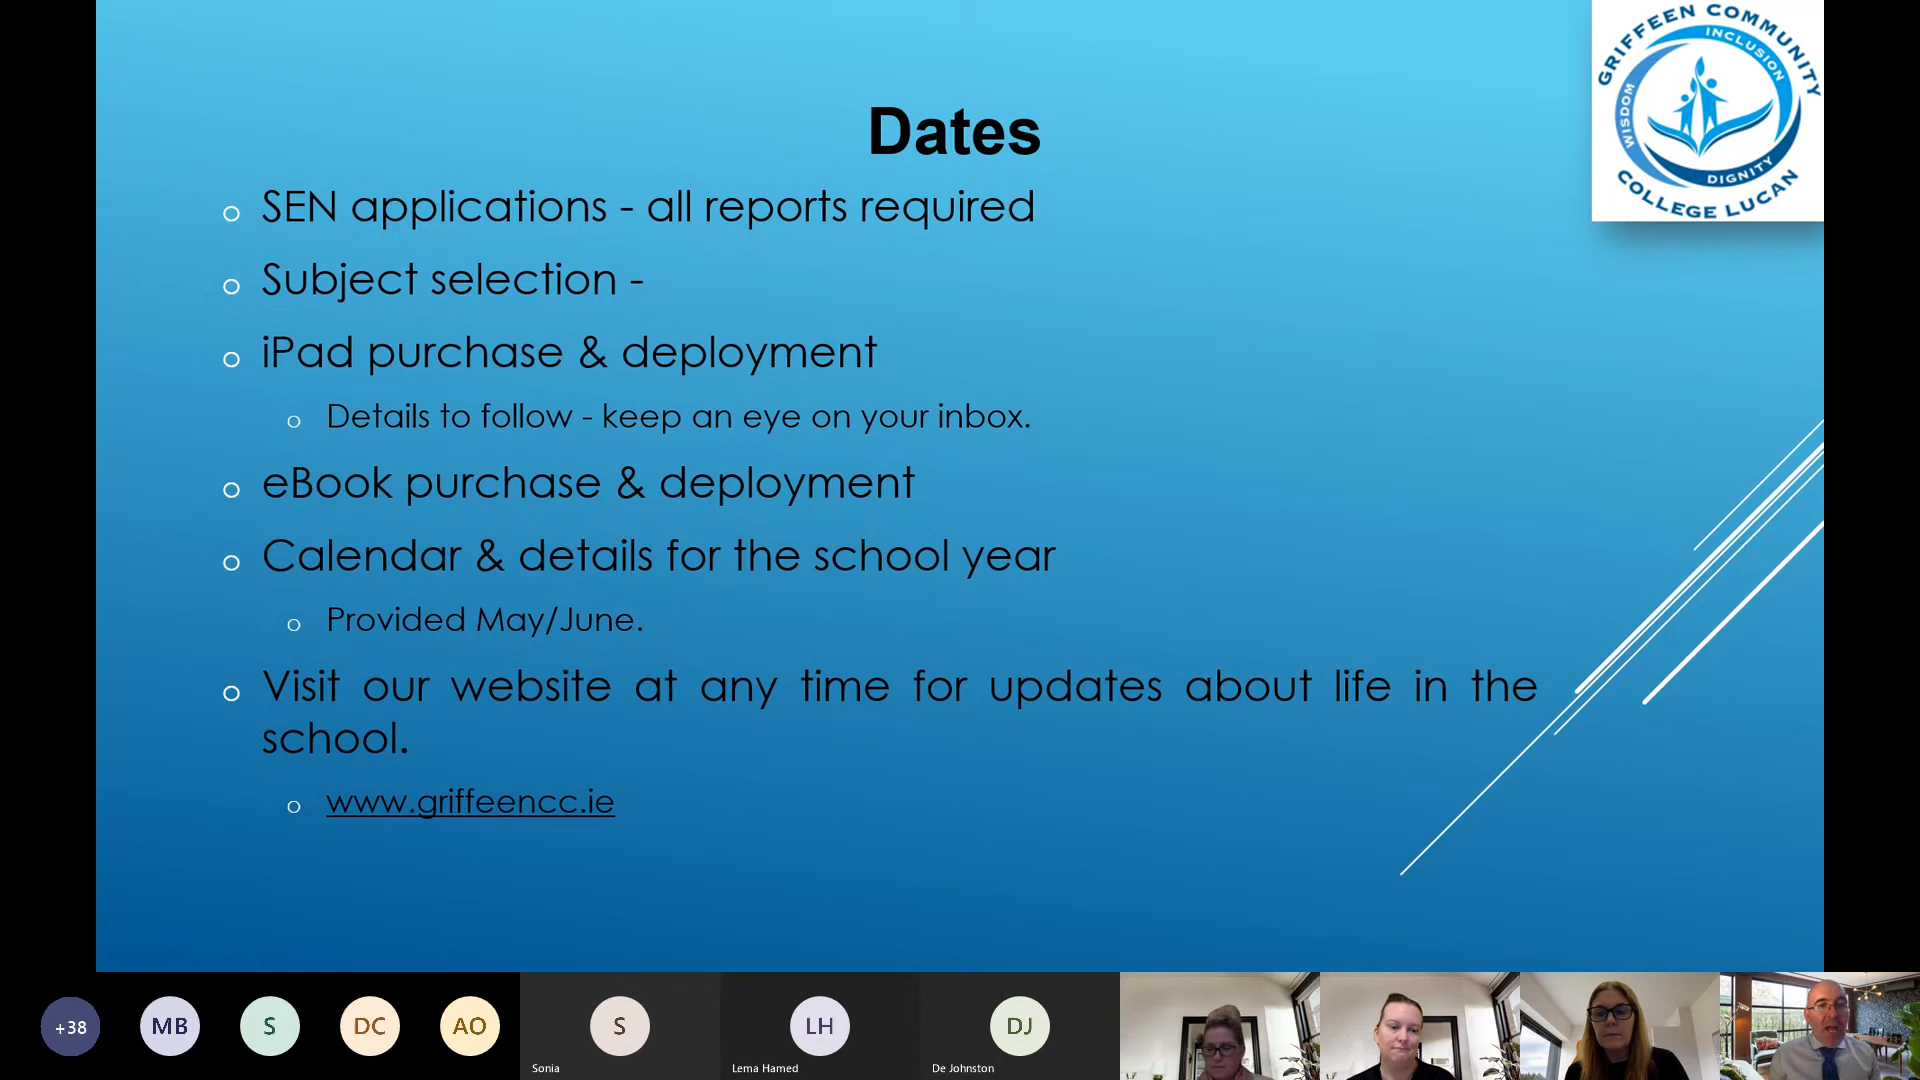 GRIFFEEN COMMUNITY
INCLUSION
WISDOM
DIGNITY
COLLEGE LUCAN
Dates
SEN applications - all reports required
Subject selection -
iPad purchase & deployment
Details to follow - keep an eye on your inbox.
eBook purchase & deployment
Calendar & details for the school year
Provided May/June.
Visit our website at any time for updates about life in the
school.
www.griffeencc.ie
+38
MB
S
DC
AO
S
LH
DJ
Sonia
Lema Hamed
De Johnston